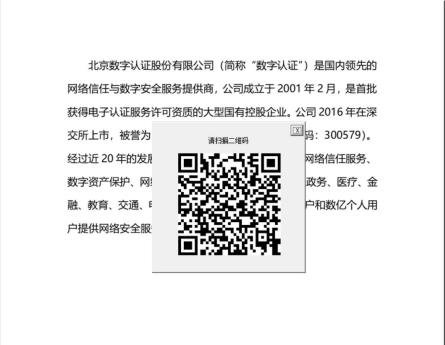 北京数字认证股份有限公司（简称“数字认证”）是国内领先的
网络信任与数字安全服务提供商，公司成立于 2001 年 2 月，是首批
获得电子认证服务许可资质的大型国有控股企业。公司 2016 年在深
交所上市，被誉为
码：300579）。
请扫描二维码
经过近 20 年的发展
网络信任服务、
数字资产保护、网络
政务、医疗、金
融、教育、交通、电
户和数亿个人用
户提供网络安全服